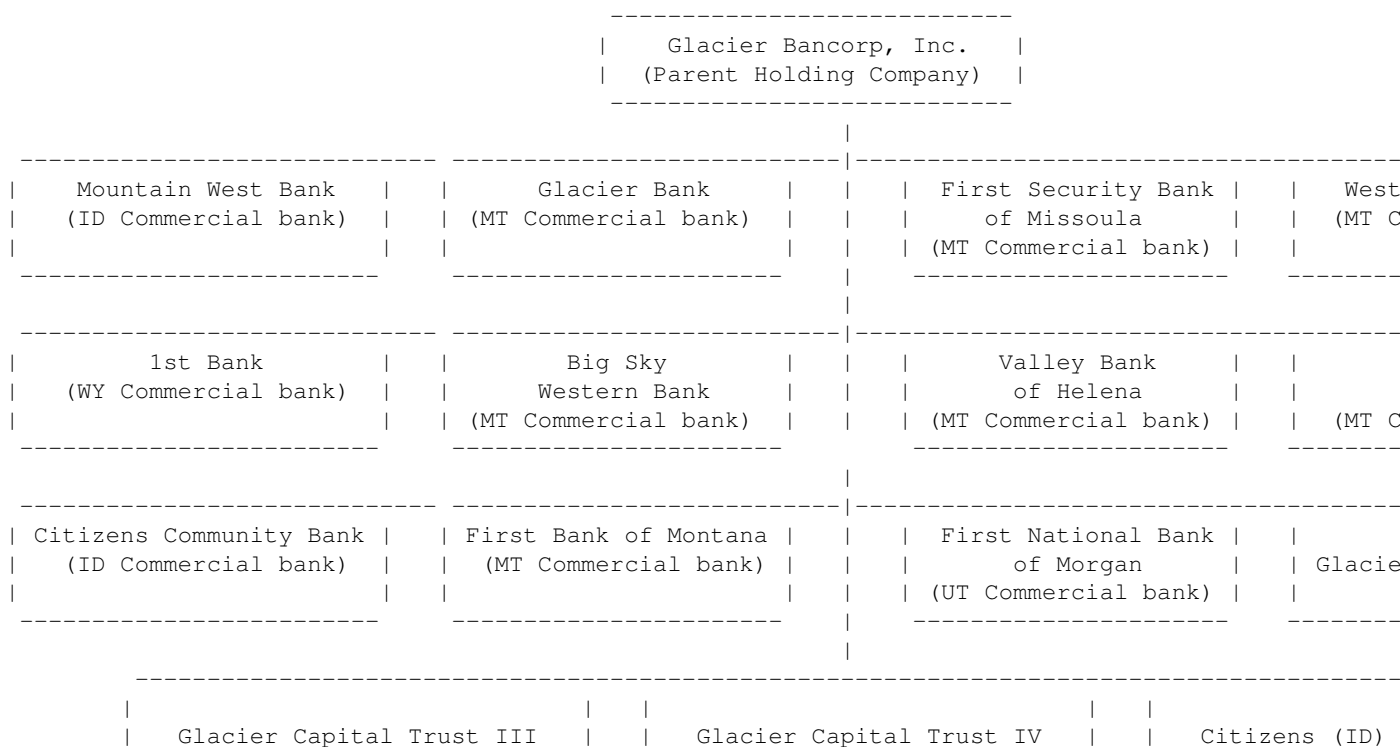 Glacier Bancorp, Inc.
(Parent Holding Company)
Mountain West Bank
(ID Commercial bank)
Glacier Bank
(MT Commercial bank)
First Security Bank
of Missoula
(MT Commercial bank)
West
(MT C
1st Bank
(WY Commercial bank)
Big Sky
Western Bank
(MT Commercial bank)
Valley Bank
of Helena
(MT Commercial bank)
(MT C
Citizens Community Bank
(ID Commercial bank)
First Bank of Montana
(MT Commercial bank)
First National Bank
of Morgan
(UT Commercial bank)
Glacie
Glacier Capital Trust III
Glacier Capital Trust IV
Citizens (ID)